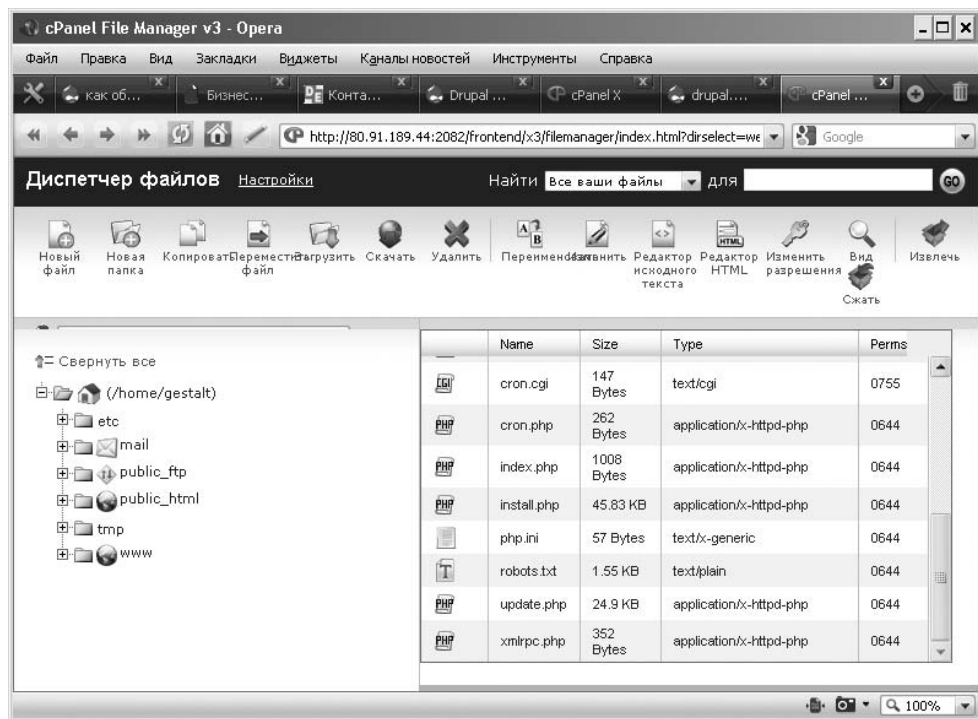 cPanel File Manager v3 - Opera
Файл Правка Вид Закладки Виджеты Каналы новостей Инструменты Справка
как об... Бизнес... Конта... Drupal ... cPanel X drupal.... cPanel ...
http://80.91.189.44:2082/frontend/x3/filemanager/index.html?dirselect=we Google
Диспетчер файлов Настройки Найти Все ваши файлы для GO
Новый файл
Новая папка
Копироват
Переместит файл
Загрузить
Скачать
Удалить
Переименовать
Изменить
Редактор исходного текста
Редактор HTML
Изменить разрешения
Вид
Извлечь
Сжать
Свернуть все
(/home/gestalt)
etc
mail
public_ftp
public_html
tmp
www
Name Size Type Perms
cron.cgi 147 Bytes text/cgi 0755
cron.php 262 Bytes application/x-httpd-php 0644
index.php 1008 Bytes application/x-httpd-php 0644
install.php 45.83 KB application/x-httpd-php 0644
php.ini 57 Bytes text/x-generic 0644
robots.txt 1.55 KB text/plain 0644
update.php 24.9 KB application/x-httpd-php 0644
xmlrpc.php 352 Bytes application/x-httpd-php 0644
100%